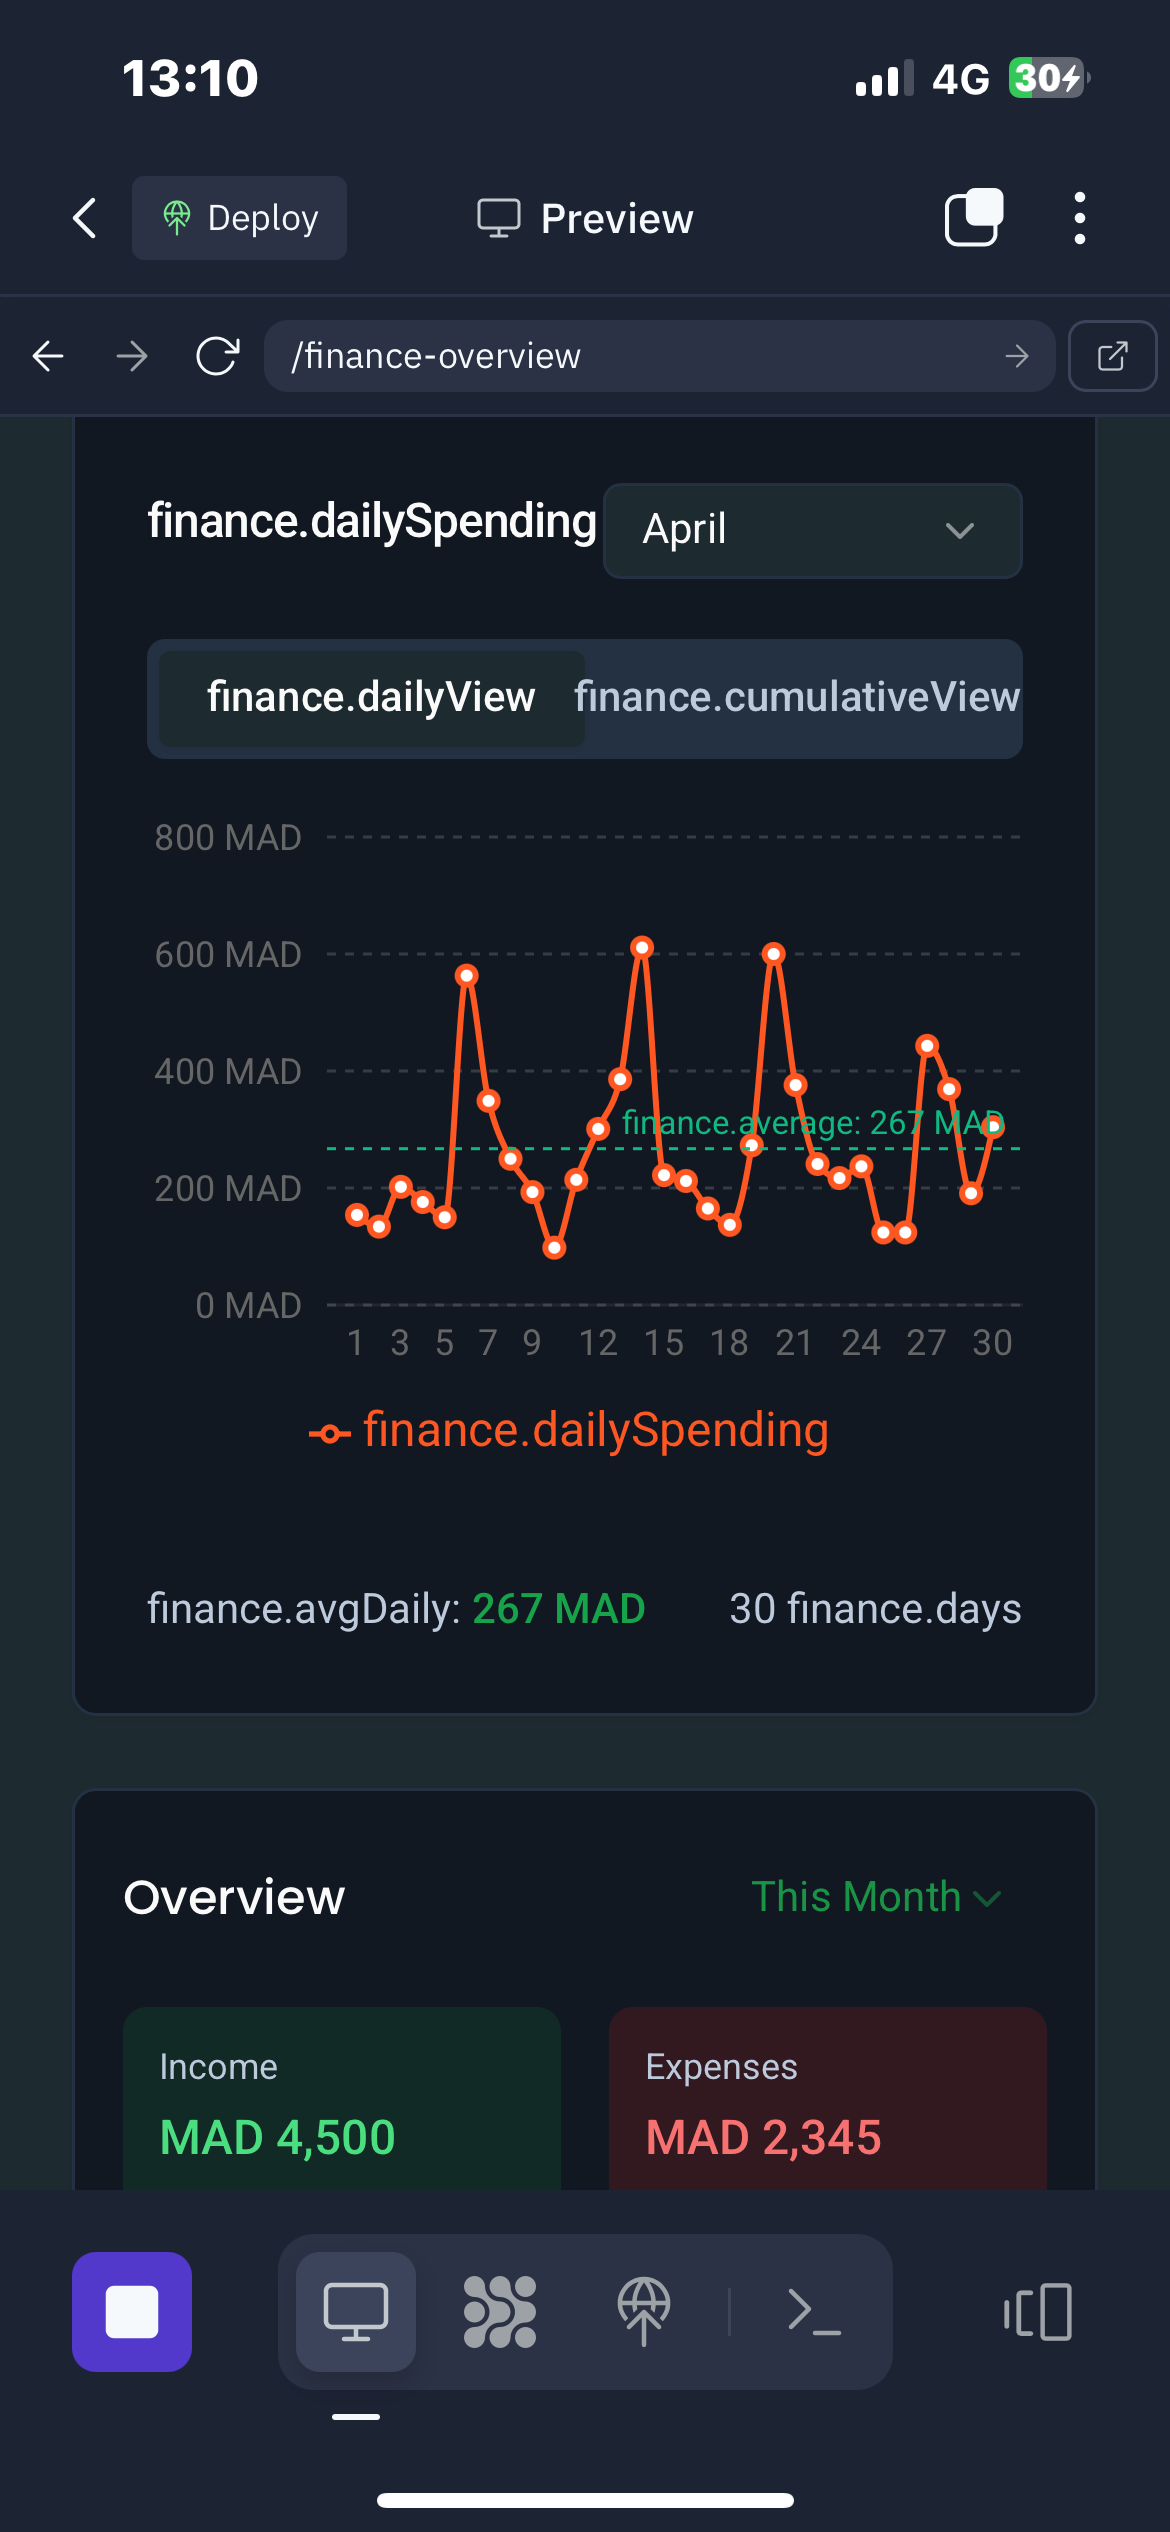 13:10
4G
30
Deploy
Preview
/finance-overview
finance.dailySpending
April
finance.dailyView
finance.cumulativeView
800 MAD
600 MAD
400 MAD
finance.average: 267 MAD
200 MAD
0 MAD
1 3 5 7 9 12 15 18 21 24 27 30
finance.dailySpending
finance.avgDaily: 267 MAD
30 finance.days
Overview
This Month
Income
Expenses
MAD 4,500
MAD 2,345